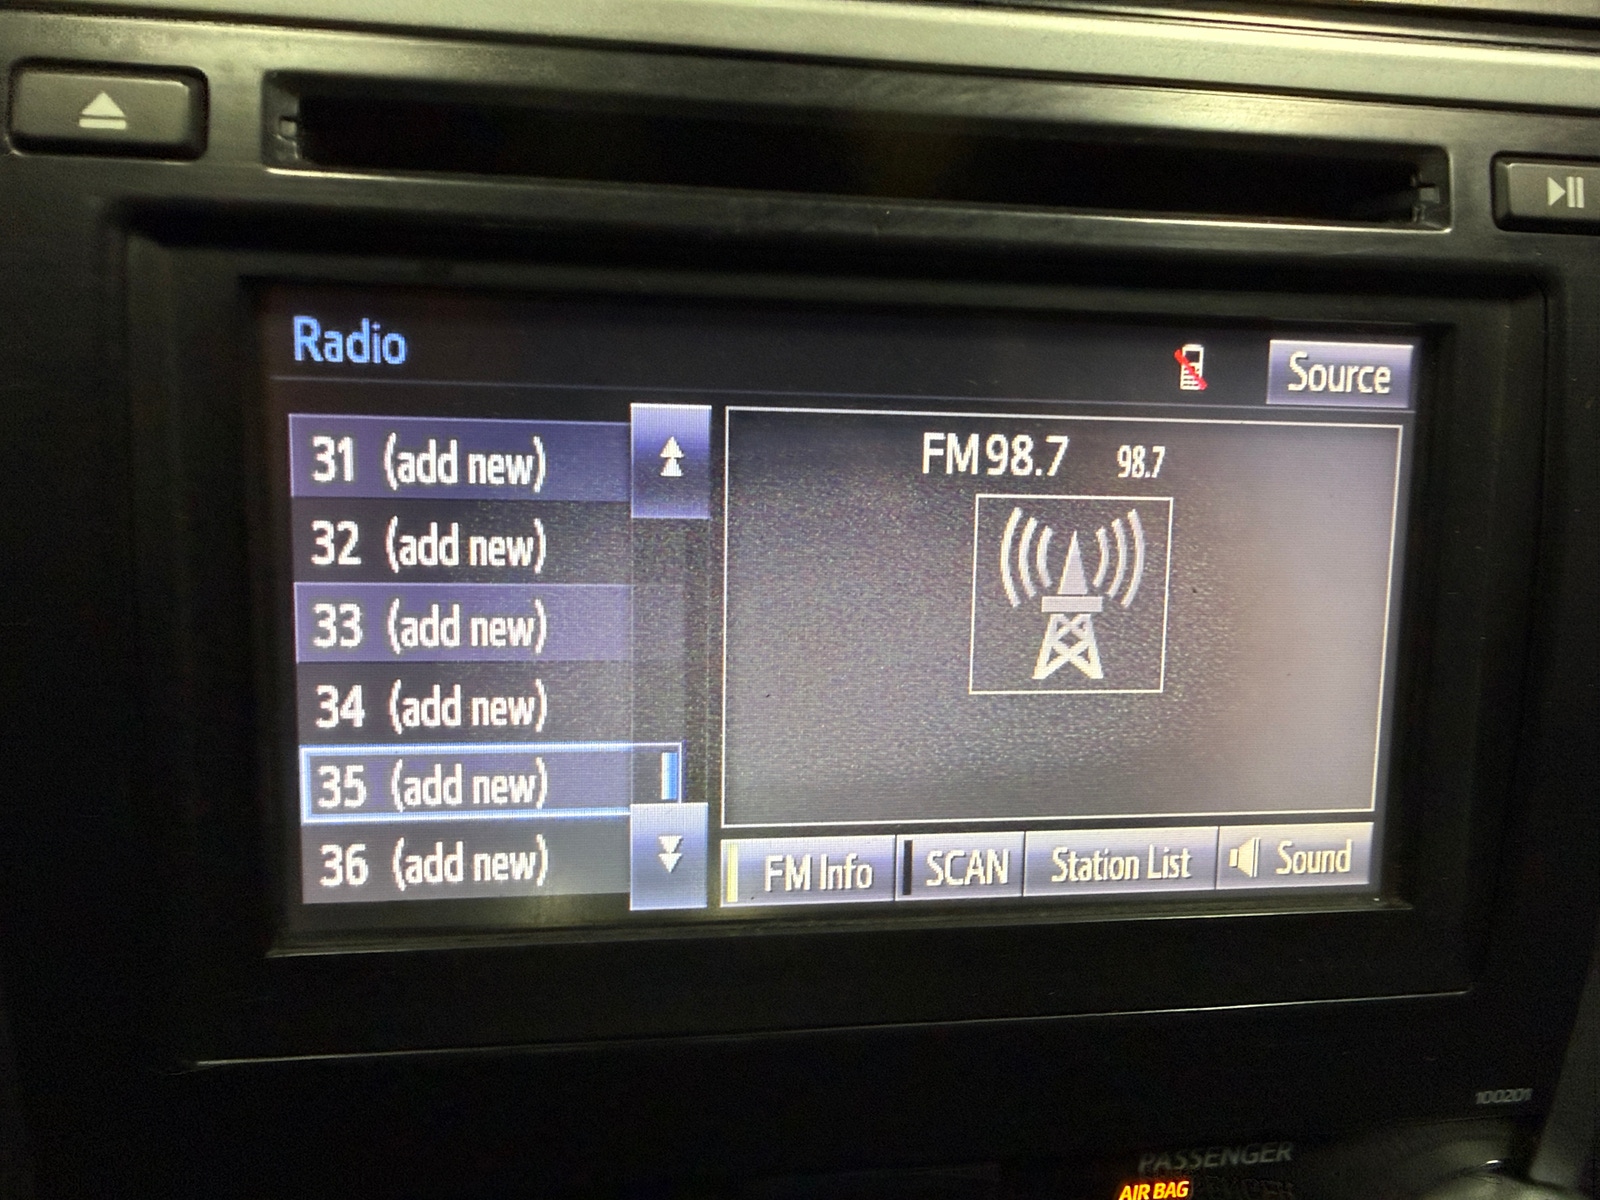 Radio
Source
31 (add new)
32 (add new)
33 (add new)
34 (add new)
35 (add new)
36 (add new)
FM 98.7 98.7
FM Info
SCAN
Station List
Sound
100201
PASSENGER
AIR BAG